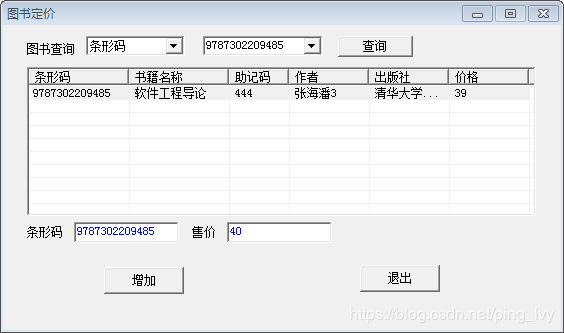 图书定价
图书查询 条形码 9787302209485 查询
条形码 书籍名称 助记码 作者 出版社 价格
9787302209485 软件工程导论 444 张海潘3 清华大学... 39
条形码 9787302209485 售价 40
增加 退出
https://blog.csdn.net/ping_lvy